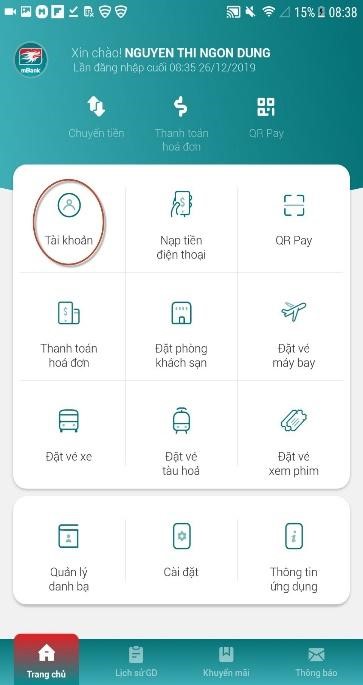 15% 08:38
mBank
Xin chào! NGUYEN THI NGON DUNG
Lần đăng nhập cuối 08:35 26/12/2019
Chuyển tiền
Thanh toán
hoá đơn
QR Pay
Tài khoản
Nạp tiền
điện thoại
QR Pay
Thanh toán
hoá đơn
Đặt phòng
khách sạn
Đặt vé
máy bay
Đặt vé xe
Đặt vé
tàu hoả
Đặt vé
xem phim
Quản lý
danh bạ
Cài đặt
Thông tin
ứng dụng
Trang chủ
Lịch sử GD
Khuyến mãi
Thông báo